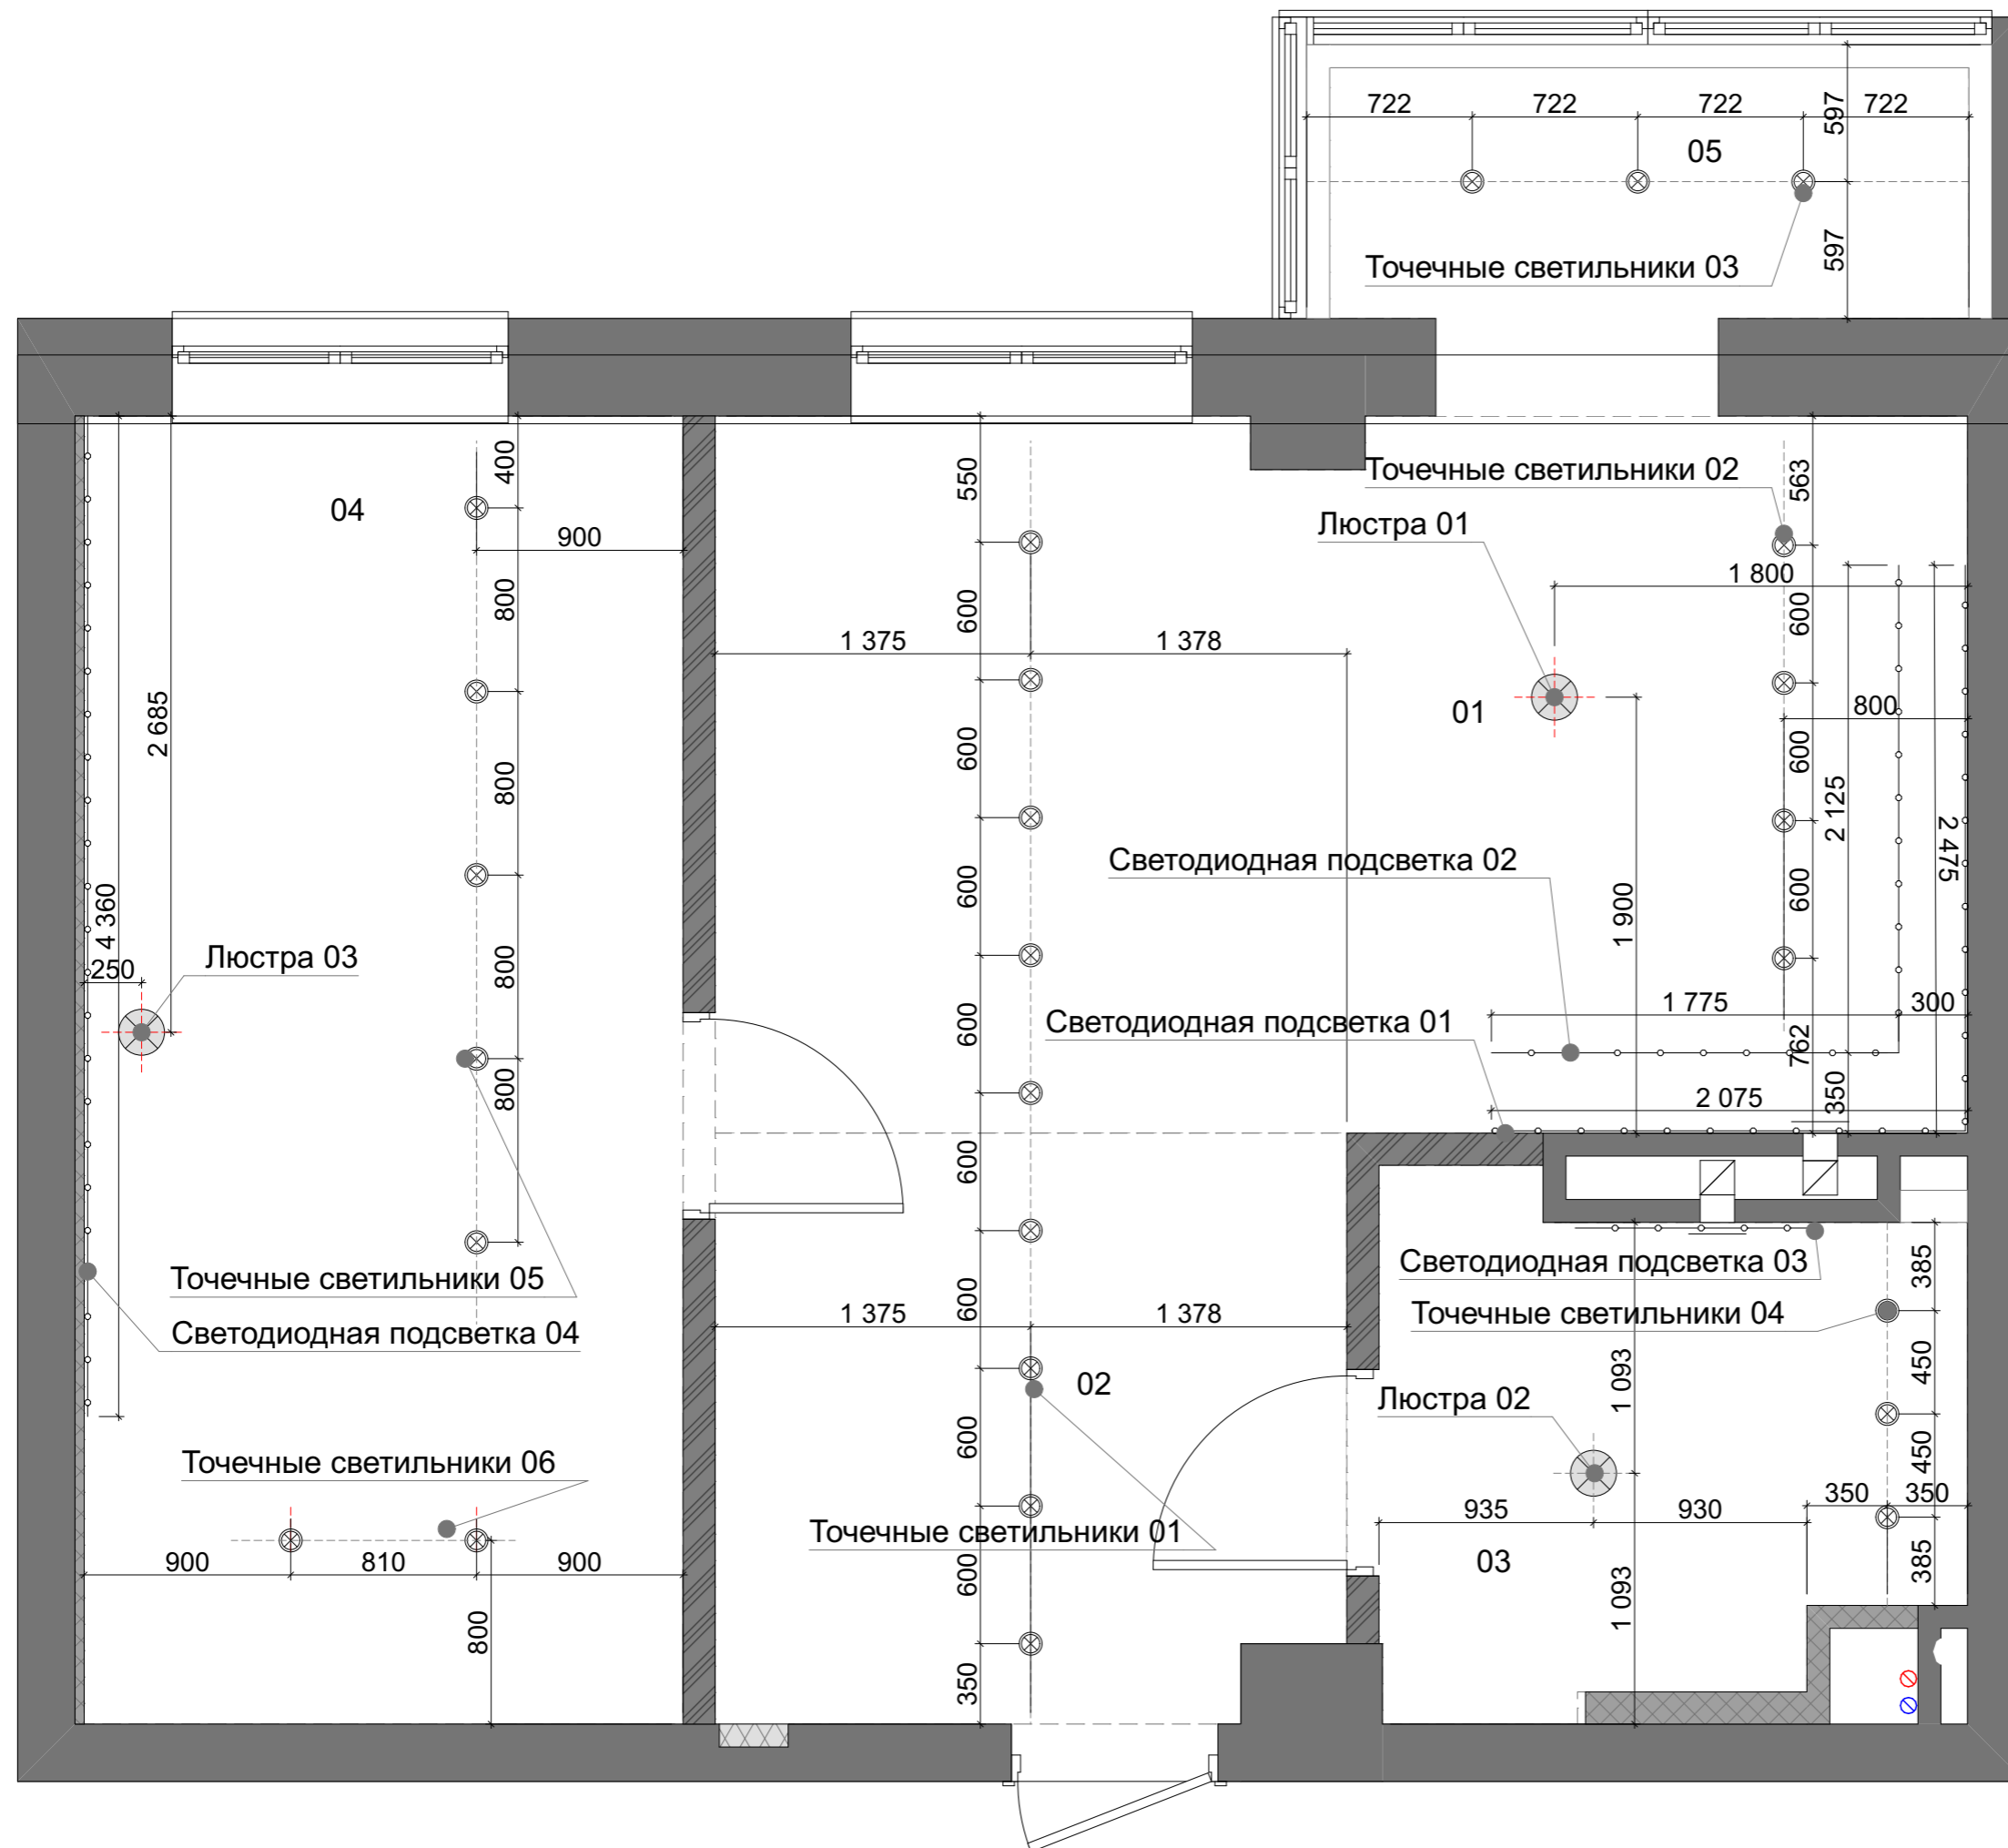 722 722 722 722
597
05
597
Точечные светильники 03
400
550
Точечные светильники 02
563
04
Люстра 01
900
1 800
800
600
600
1 375 1 378
2 685
01
800
800
600
600
2 125
2 475
Светодиодная подсветка 02
600
600
1 900
4 360
Люстра 03
250
800
1 775 300
Светодиодная подсветка 01
600
762
800
2 075
350
600
Светодиодная подсветка 03
385
Точечные светильники 05
600
1 375 1 378
Точечные светильники 04
Светодиодная подсветка 04
02
1 093
450
Люстра 02
600
450
Точечные светильники 06
350 350
935 930
Точечные светильники 01
900 810 900
600
03
385
800
1 093
350